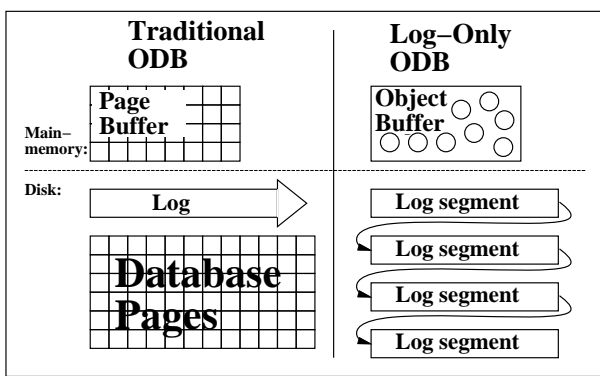 Traditional
ODB
Page
Buffer
Main-
memory:
Disk:
Log
Database
Pages
Log-Only
ODB
Object
Buffer
Log segment
Log segment
Log segment
Log segment